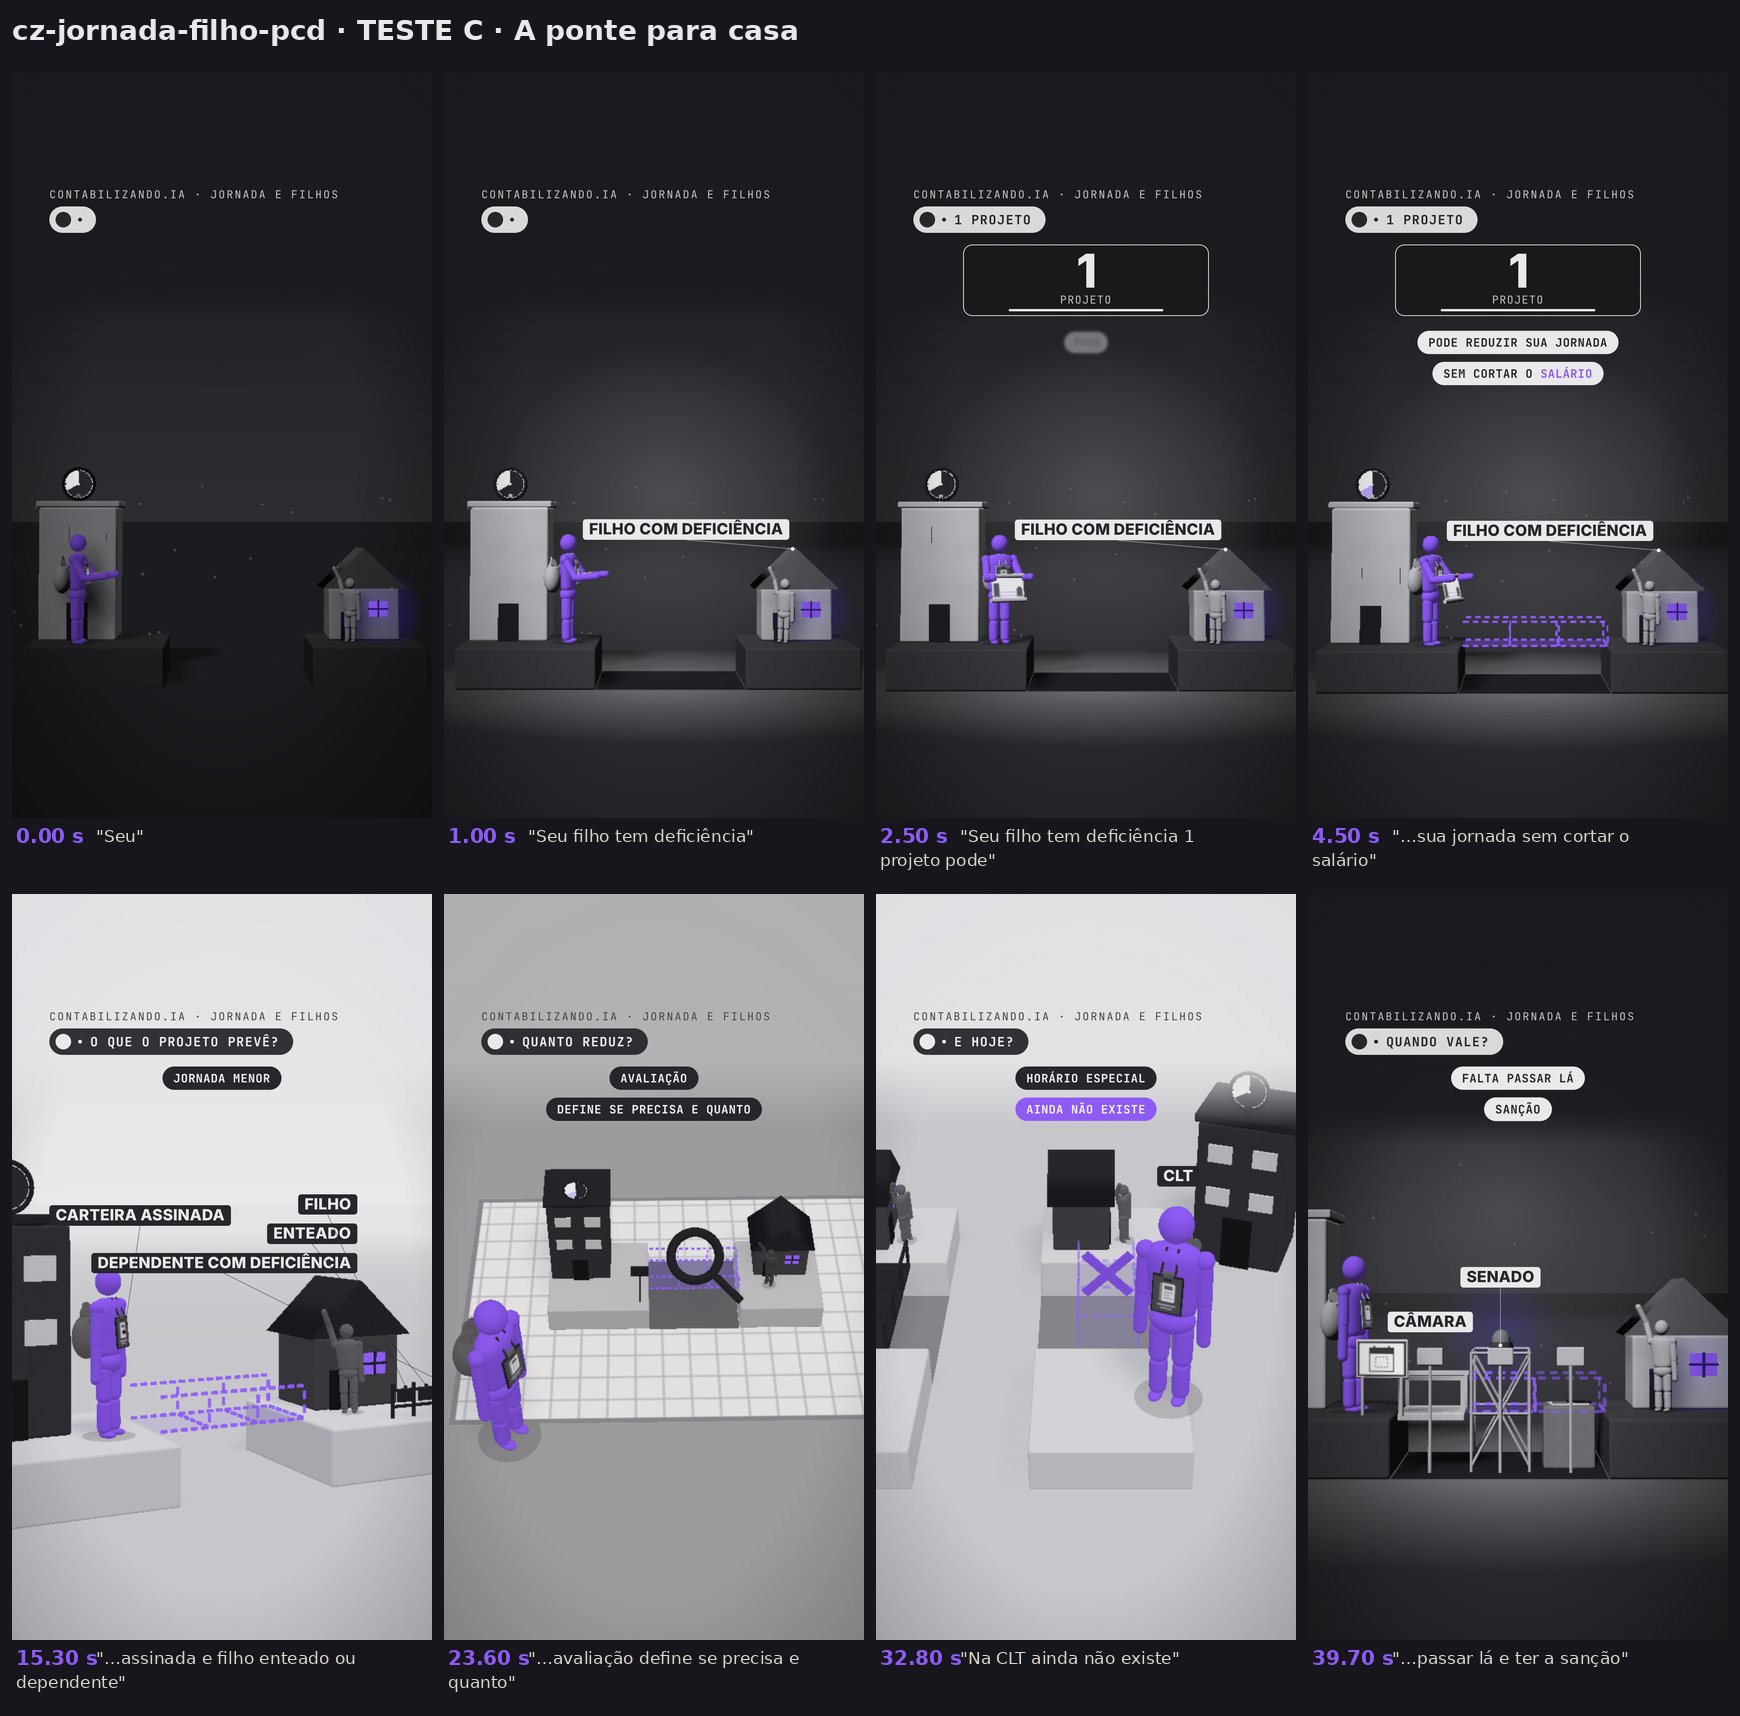 cz-jornada-filho-pcd · TESTE C · A ponte para casa
CONTABILIZANDO.IA · JORNADA E FILHOS
•
0.00 s "Seu"
CONTABILIZANDO.IA · JORNADA E FILHOS
•
FILHO COM DEFICIÊNCIA
1.00 s "Seu filho tem deficiência"
CONTABILIZANDO.IA · JORNADA E FILHOS
• 1 PROJETO
1
PROJETO
PODE
FILHO COM DEFICIÊNCIA
2.50 s "Seu filho tem deficiência 1
projeto pode"
CONTABILIZANDO.IA · JORNADA E FILHOS
• 1 PROJETO
1
PROJETO
PODE REDUZIR SUA JORNADA
SEM CORTAR O SALÁRIO
FILHO COM DEFICIÊNCIA
4.50 s "...sua jornada sem cortar o
salário"
CONTABILIZANDO.IA · JORNADA E FILHOS
• O QUE O PROJETO PREVÊ?
JORNADA MENOR
FILHO
CARTEIRA ASSINADA
ENTEADO
DEPENDENTE COM DEFICIÊNCIA
15.30 s "...assinada e filho enteado ou
dependente"
CONTABILIZANDO.IA · JORNADA E FILHOS
• QUANTO REDUZ?
AVALIAÇÃO
DEFINE SE PRECISA E QUANTO
23.60 s "...avaliação define se precisa e
quanto"
CONTABILIZANDO.IA · JORNADA E FILHOS
• E HOJE?
HORÁRIO ESPECIAL
AINDA NÃO EXISTE
CLT
32.80 s "Na CLT ainda não existe"
CONTABILIZANDO.IA · JORNADA E FILHOS
• QUANDO VALE?
FALTA PASSAR LÁ
SANÇÃO
SENADO
CÂMARA
39.70 s "...passar lá e ter a sanção"